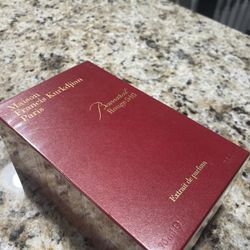 Maison
Francis Kurkdjian
Paris
Baccarat
Rouge 540
Extrait de parfum